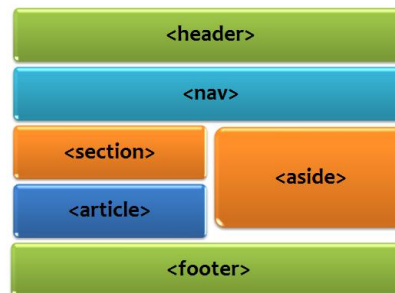 <header>
<nav>
<section>
<aside>
<article>
<footer>